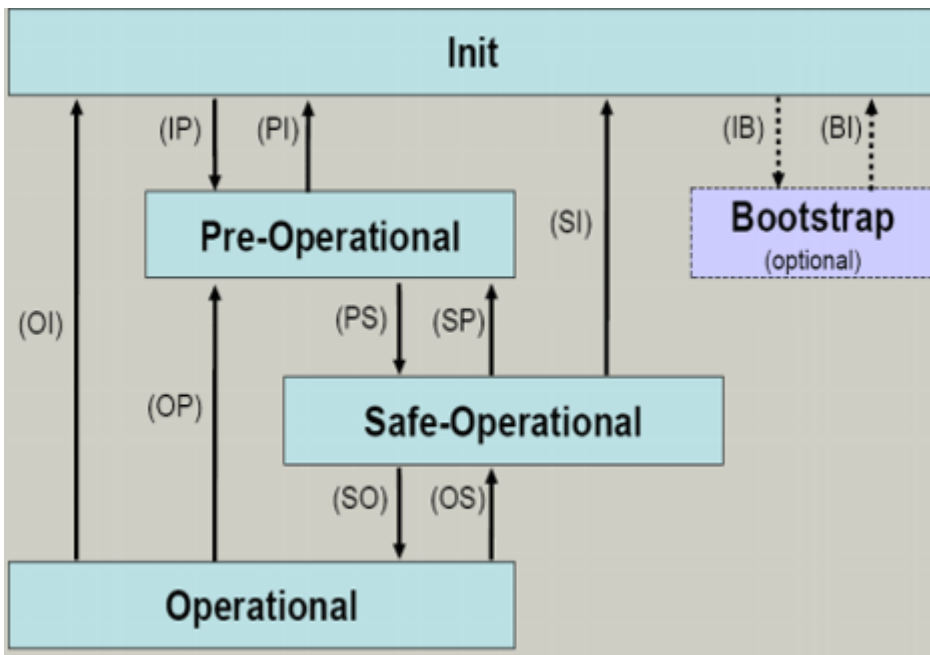 Init
(IP)
(PI)
(IB)
(BI)
Pre-Operational
(SI)
Bootstrap
(optional)
(OI)
(PS)
(SP)
(OP)
Safe-Operational
(SO)
(OS)
Operational